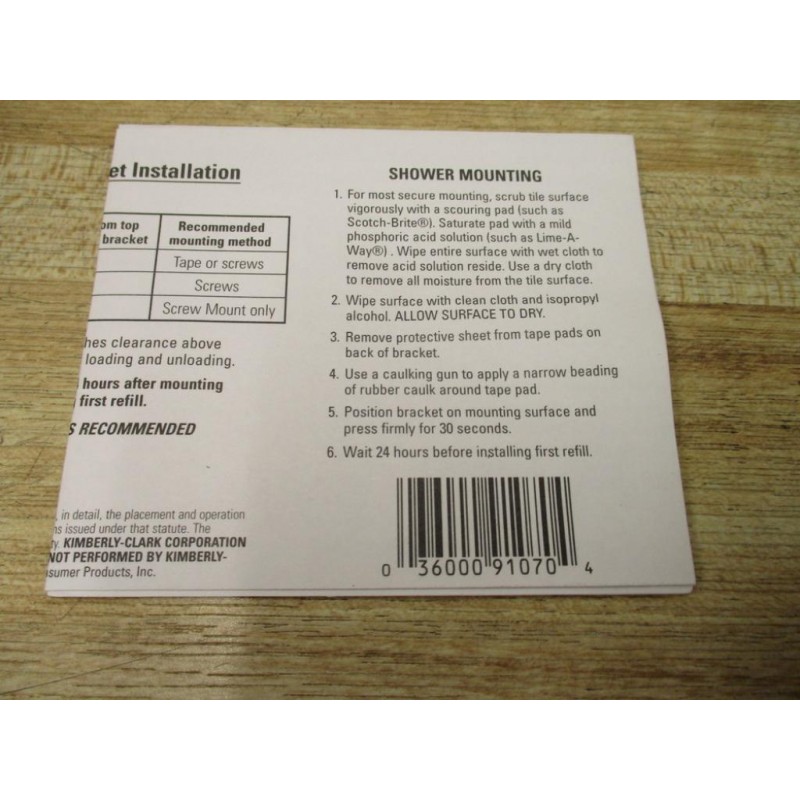 et Installation
om top
bracket
Recommended
mounting method
Tape or screws
Screws
Screw Mount only
hes clearance above
loading and unloading.
hours after mounting
first refill.
S RECOMMENDED
, in detail, the placement and operation
ns issued under that statute. The
y. KIMBERLY-CLARK CORPORATION
NOT PERFORMED BY KIMBERLY-
sumer Products, Inc.
SHOWER MOUNTING
1. For most secure mounting, scrub tile surface
vigorously with a scouring pad (such as
Scotch-Brite®). Saturate pad with a mild
phosphoric acid solution (such as Lime-A-
Way®) . Wipe entire surface with wet cloth to
remove acid solution reside. Use a dry cloth
to remove all moisture from the tile surface.
2. Wipe surface with clean cloth and isopropyl
alcohol. ALLOW SURFACE TO DRY.
3. Remove protective sheet from tape pads on
back of bracket.
4. Use a caulking gun to apply a narrow beading
of rubber caulk around tape pad.
5. Position bracket on mounting surface and
press firmly for 30 seconds.
6. Wait 24 hours before installing first refill.
0 36000 91070 4